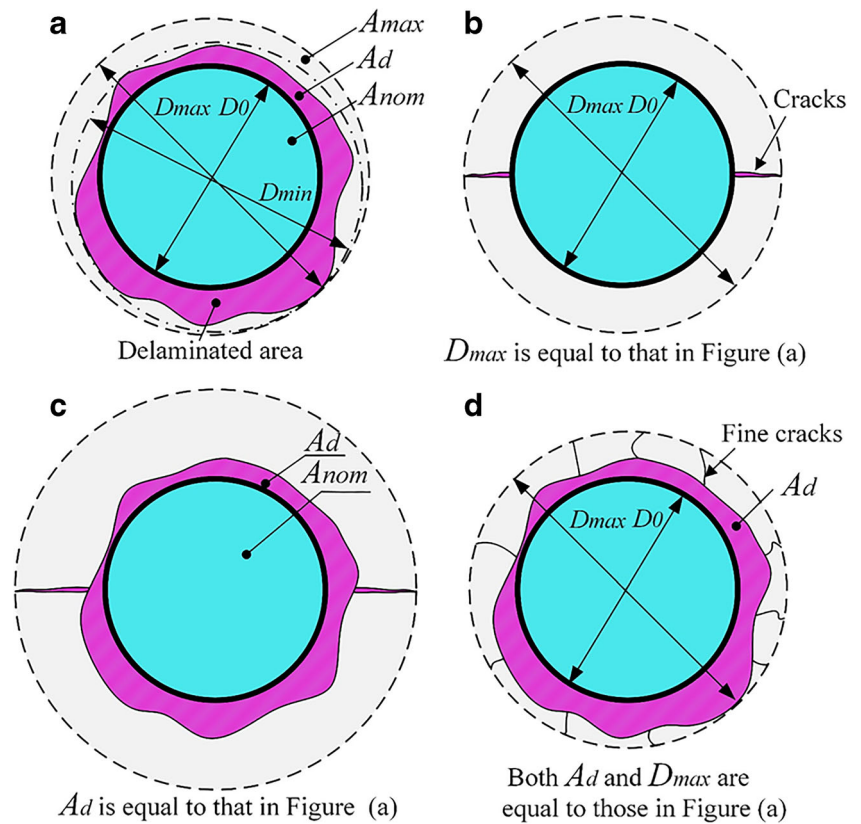 a
Amax
Ad
Anom
Dmax D0
Dmin
Delaminated area
b
Dmax D0
Cracks
Dmax is equal to that in Figure (a)
c
Ad
Anom
Ad is equal to that in Figure (a)
d
Fine cracks
Ad
Dmax D0
Both Ad and Dmax are
equal to those in Figure (a)